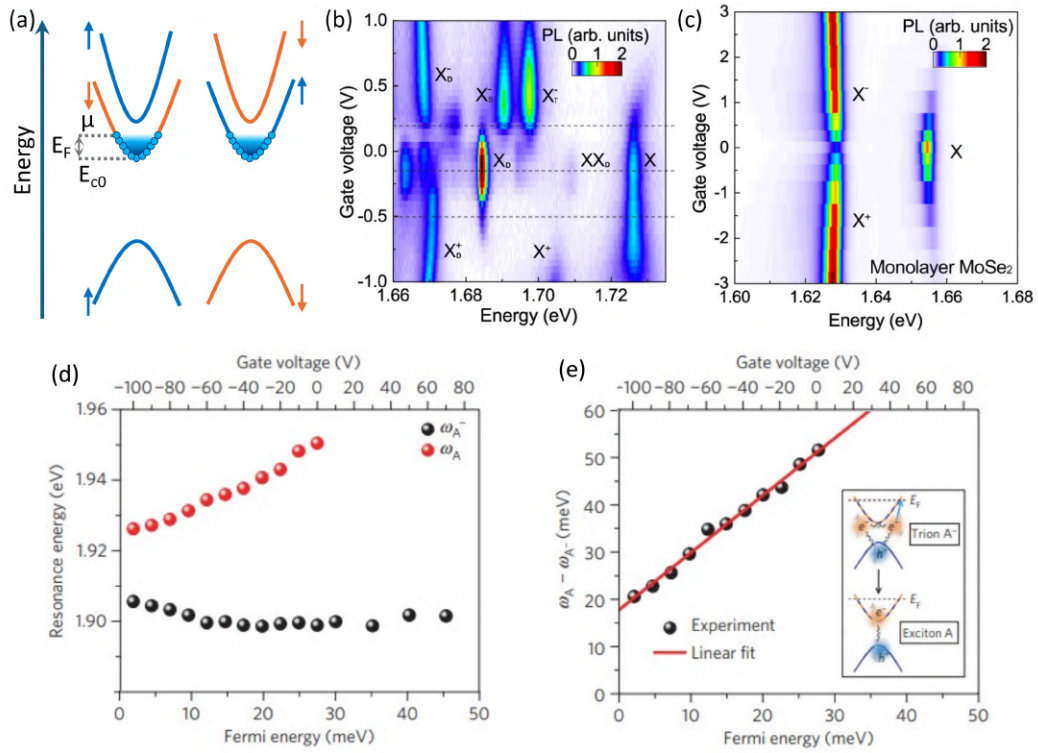 (a)
Energy
μ
E_F
E_c0
(b)
PL (arb. units)
0 1 2
X_D^-
X_S^-
X_T^-
X_D
XX_D
X
X_D^+
X^+
Gate voltage (V)
1.0
0.5
0.0
-0.5
-1.0
1.66 1.68 1.70 1.72
Energy (eV)
(c)
PL (arb. units)
0 1 2
X^-
X
X^+
Monolayer MoSe₂
Gate voltage (V)
3
2
1
0
-1
-2
-3
1.60 1.62 1.64 1.66 1.68
Energy (eV)
(d)
Gate voltage (V)
−100 −80 −60 −40 −20 0 20 40 60 80
ω_A^-
ω_A
Resonance energy (eV)
1.96
1.94
1.92
1.90
0 10 20 30 40 50
Fermi energy (meV)
(e)
Gate voltage (V)
−100 −80 −60 −40 −20 0 20 40 60 80
ω_A − ω_A^- (meV)
60
50
40
30
20
10
0
E_F
e⁻ e⁻
Trion A⁻
h⁺
E_F
e⁻
Exciton A
h⁺
Experiment
Linear fit
0 10 20 30 40 50
Fermi energy (meV)